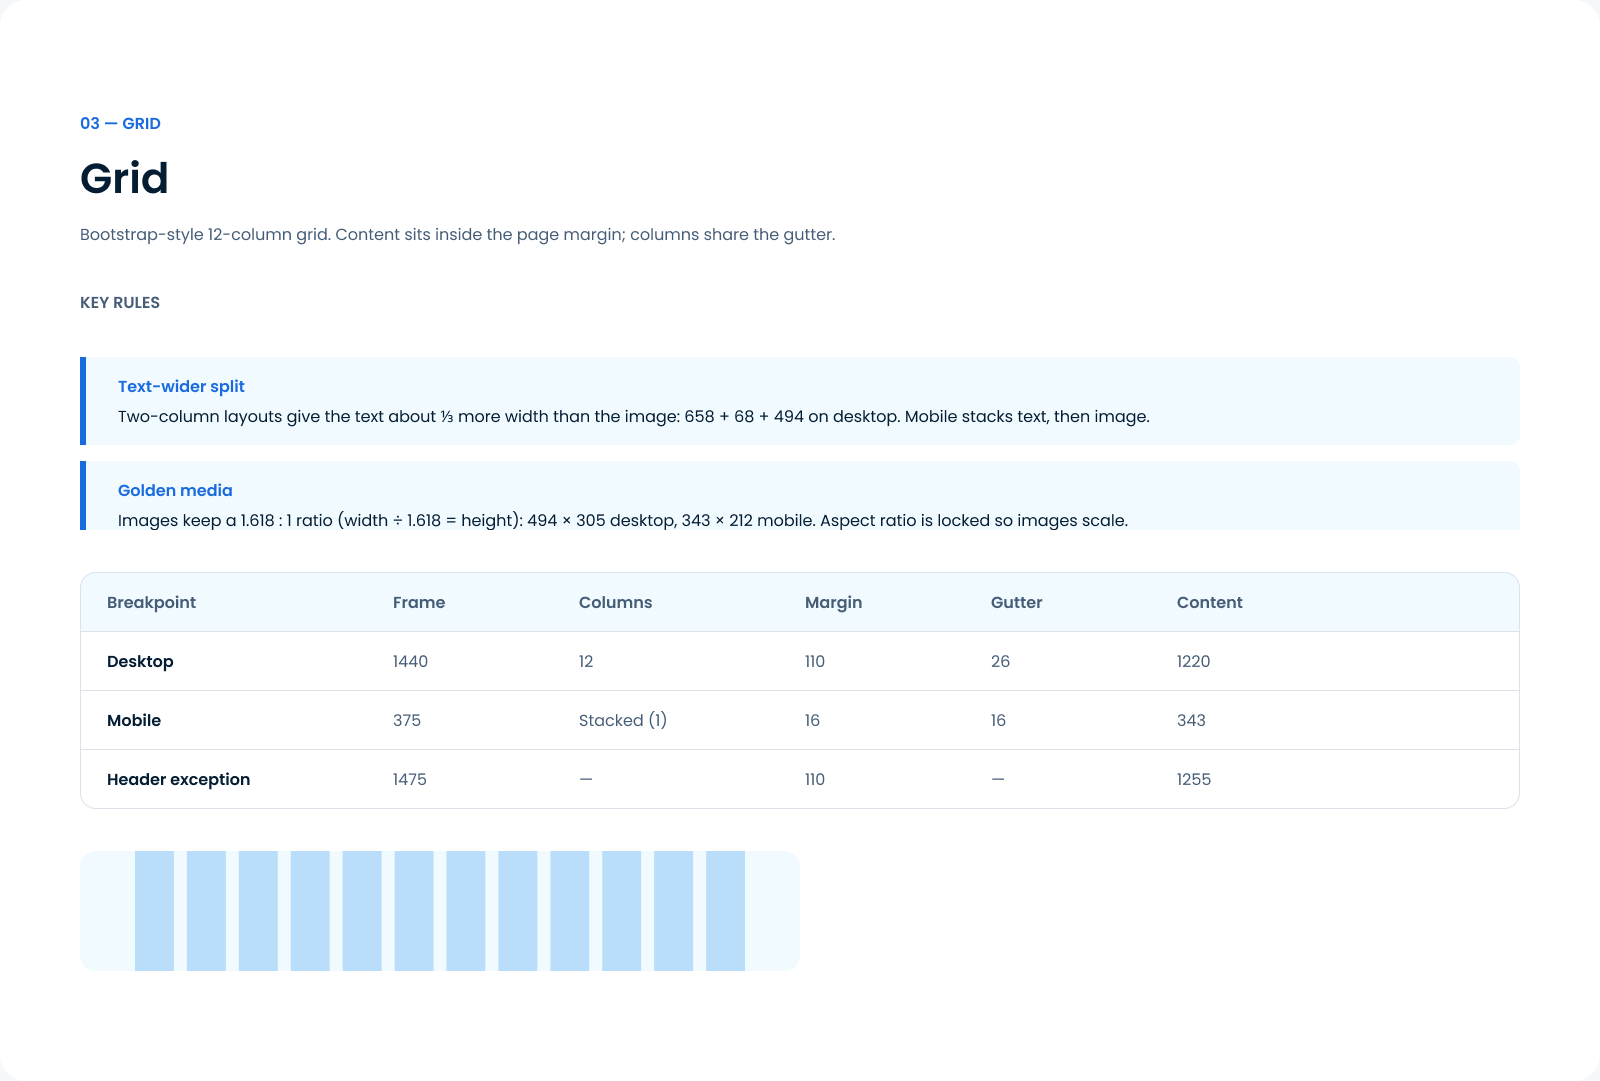 03 — GRID
Grid
Bootstrap-style 12-column grid. Content sits inside the page margin; columns share the gutter.
KEY RULES
Text-wider split
Two-column layouts give the text about ⅓ more width than the image: 658 + 68 + 494 on desktop. Mobile stacks text, then image.
Golden media
Images keep a 1.618 : 1 ratio (width ÷ 1.618 = height): 494 × 305 desktop, 343 × 212 mobile. Aspect ratio is locked so images scale.
Breakpoint Frame Columns Margin Gutter Content
Desktop 1440 12 110 26 1220
Mobile 375 Stacked (1) 16 16 343
Header exception 1475 — 110 — 1255